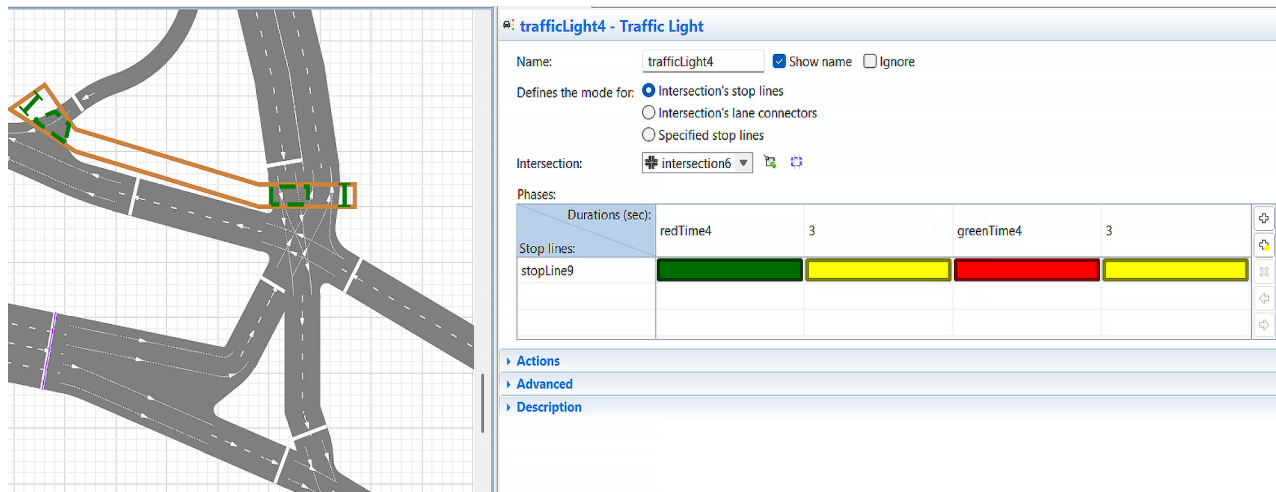 trafficLight4 - Traffic Light
Name: trafficLight4 Show name Ignore
Defines the mode for: Intersection's stop lines
Intersection's lane connectors
Specified stop lines
Intersection: intersection6
Phases:
Durations (sec): redTime4 3 greenTime4 3
Stop lines:
stopLine9
Actions
Advanced
Description